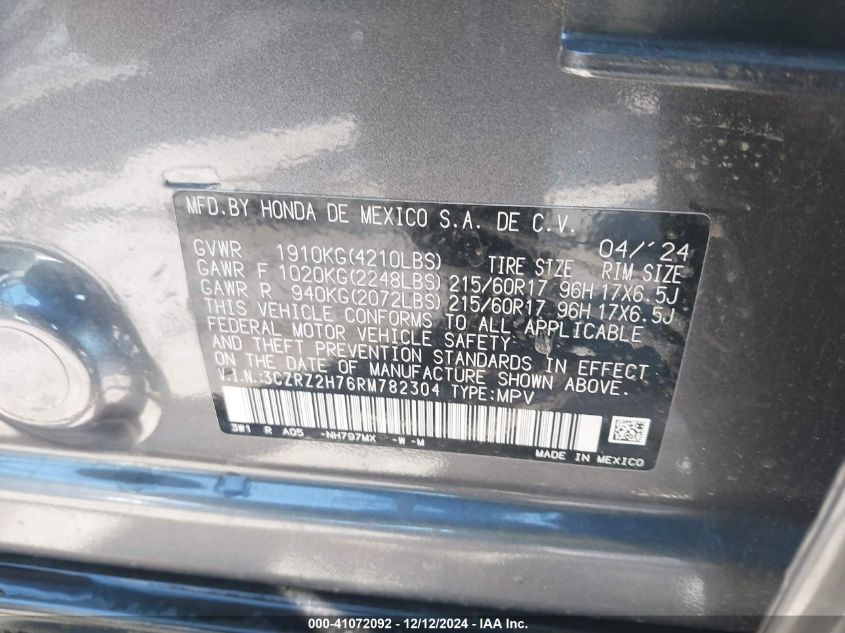 MFD.BY HONDA DE MEXICO S.A. DE C.V.
04/'24
GVWR 1910KG(4210LBS) TIRE SIZE RIM SIZE
GAWR F 1020KG(2248LBS) 215/60R17 96H 17X6.5J
GAWR R 940KG(2072LBS) 215/60R17 96H 17X6.5J
THIS VEHICLE CONFORMS TO ALL APPLICABLE
FEDERAL MOTOR VEHICLE SAFETY
AND THEFT PREVENTION STANDARDS IN EFFECT
ON THE DATE OF MANUFACTURE SHOWN ABOVE.
V.I.N.:3CZRZ2H76RM782304 TYPE:MPV
3W1 R A05 -NH797MX -W -M
MADE IN MEXICO
000-41072092 - 12/12/2024 - IAA Inc.